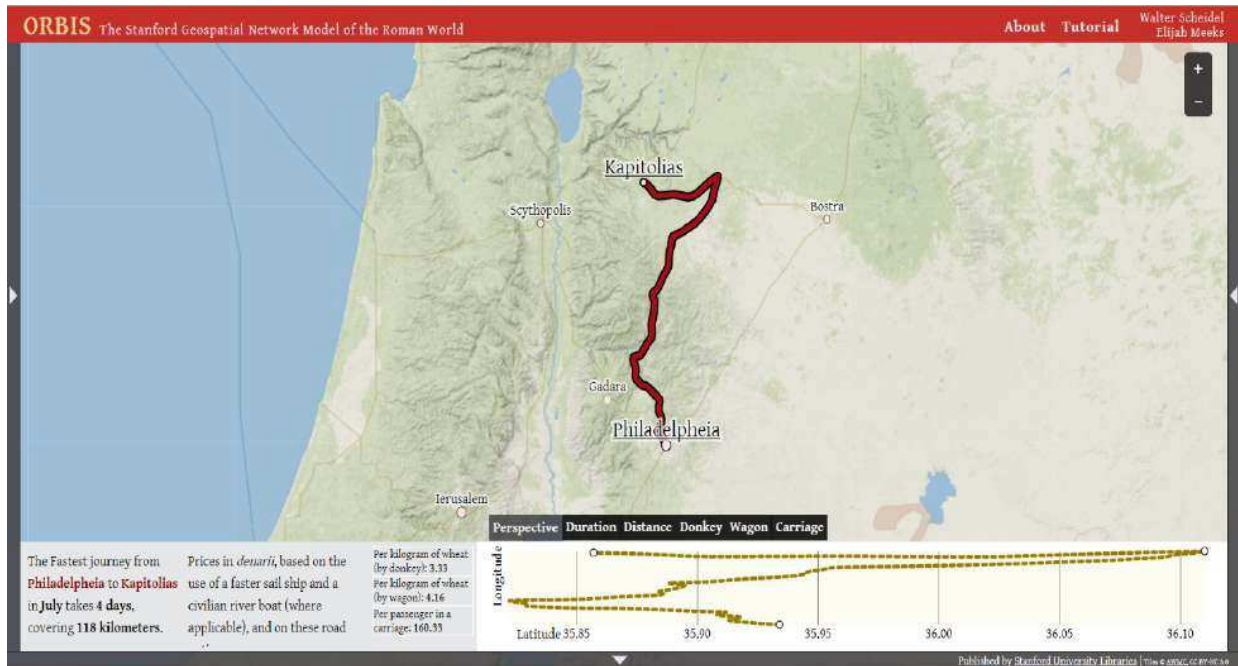 ORBIS The Stanford Geospatial Network Model of the Roman World
About Tutorial
Walter Scheidel
Elijah Meeks
+
−
Kapitolias
Scythopolis
Bostra
Gadara
Philadelpheia
Ierusalem
Perspective Duration Distance Donkey Wagon Carriage
The Fastest journey from
Philadelpheia to Kapitolias
in July takes 4 days,
covering 118 kilometers.
Prices in denarii, based on the
use of a faster sail ship and a
civilian river boat (where
applicable), and on these road
Per kilogram of wheat
(by donkey): 3.33
Per kilogram of wheat
(by wagon): 4.16
Per passenger in a
carriage: 160.33
Longitude
Latitude 35.85 35.90 35.95 36.00 36.05 36.10
Published by Stanford University Libraries